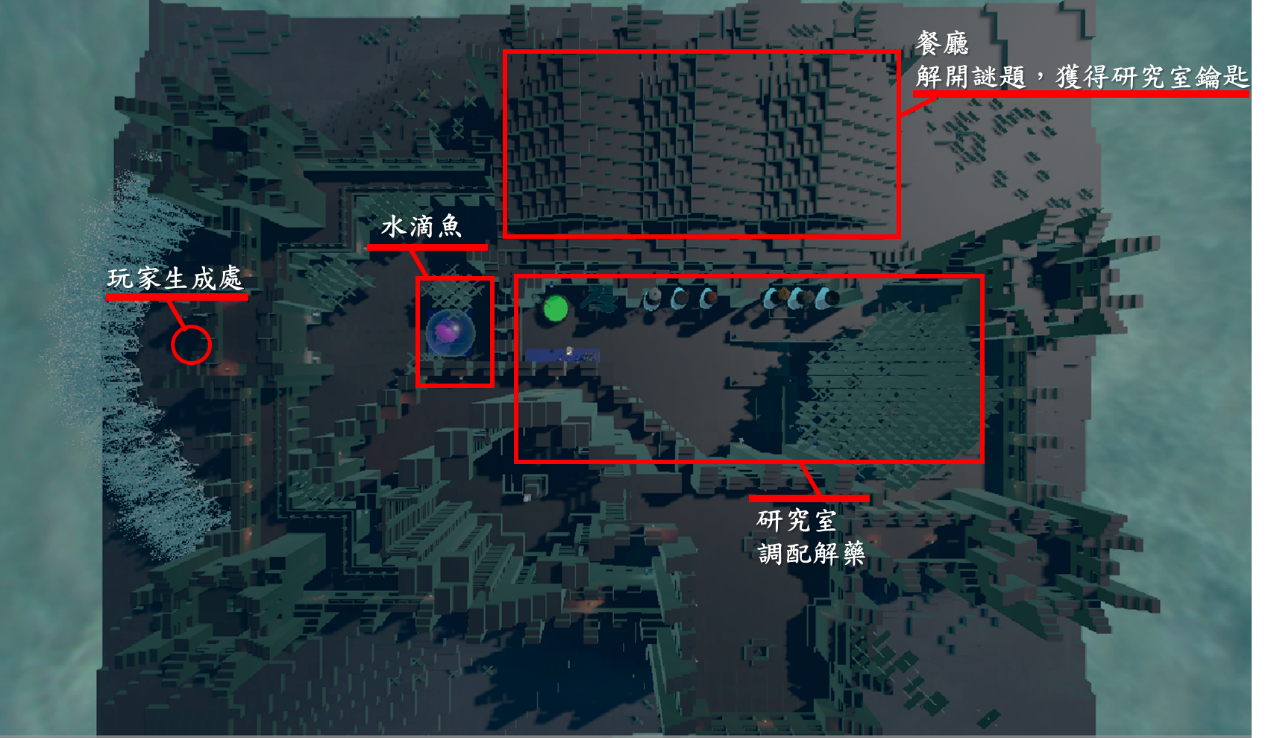 餐廳
解開謎題，獲得研究室鑰匙
水滴魚
玩家生成處
研究室
調配解藥